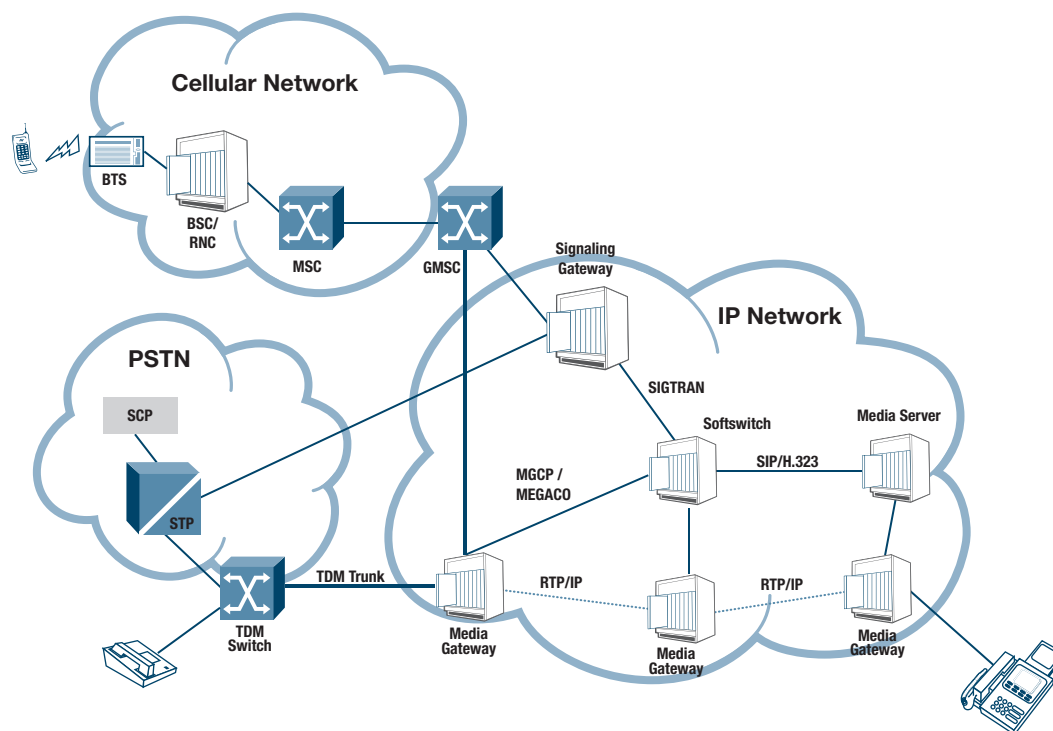 Cellular Network
BTS
BSC/
RNC
MSC
GMSC
Signaling
Gateway
IP Network
PSTN
SCP
STP
SIGTRAN
Softswitch
Media Server
MGCP /
MEGACO
SIP/H.323
TDM Trunk
RTP/IP
RTP/IP
TDM
Switch
Media
Gateway
Media
Gateway
Media
Gateway